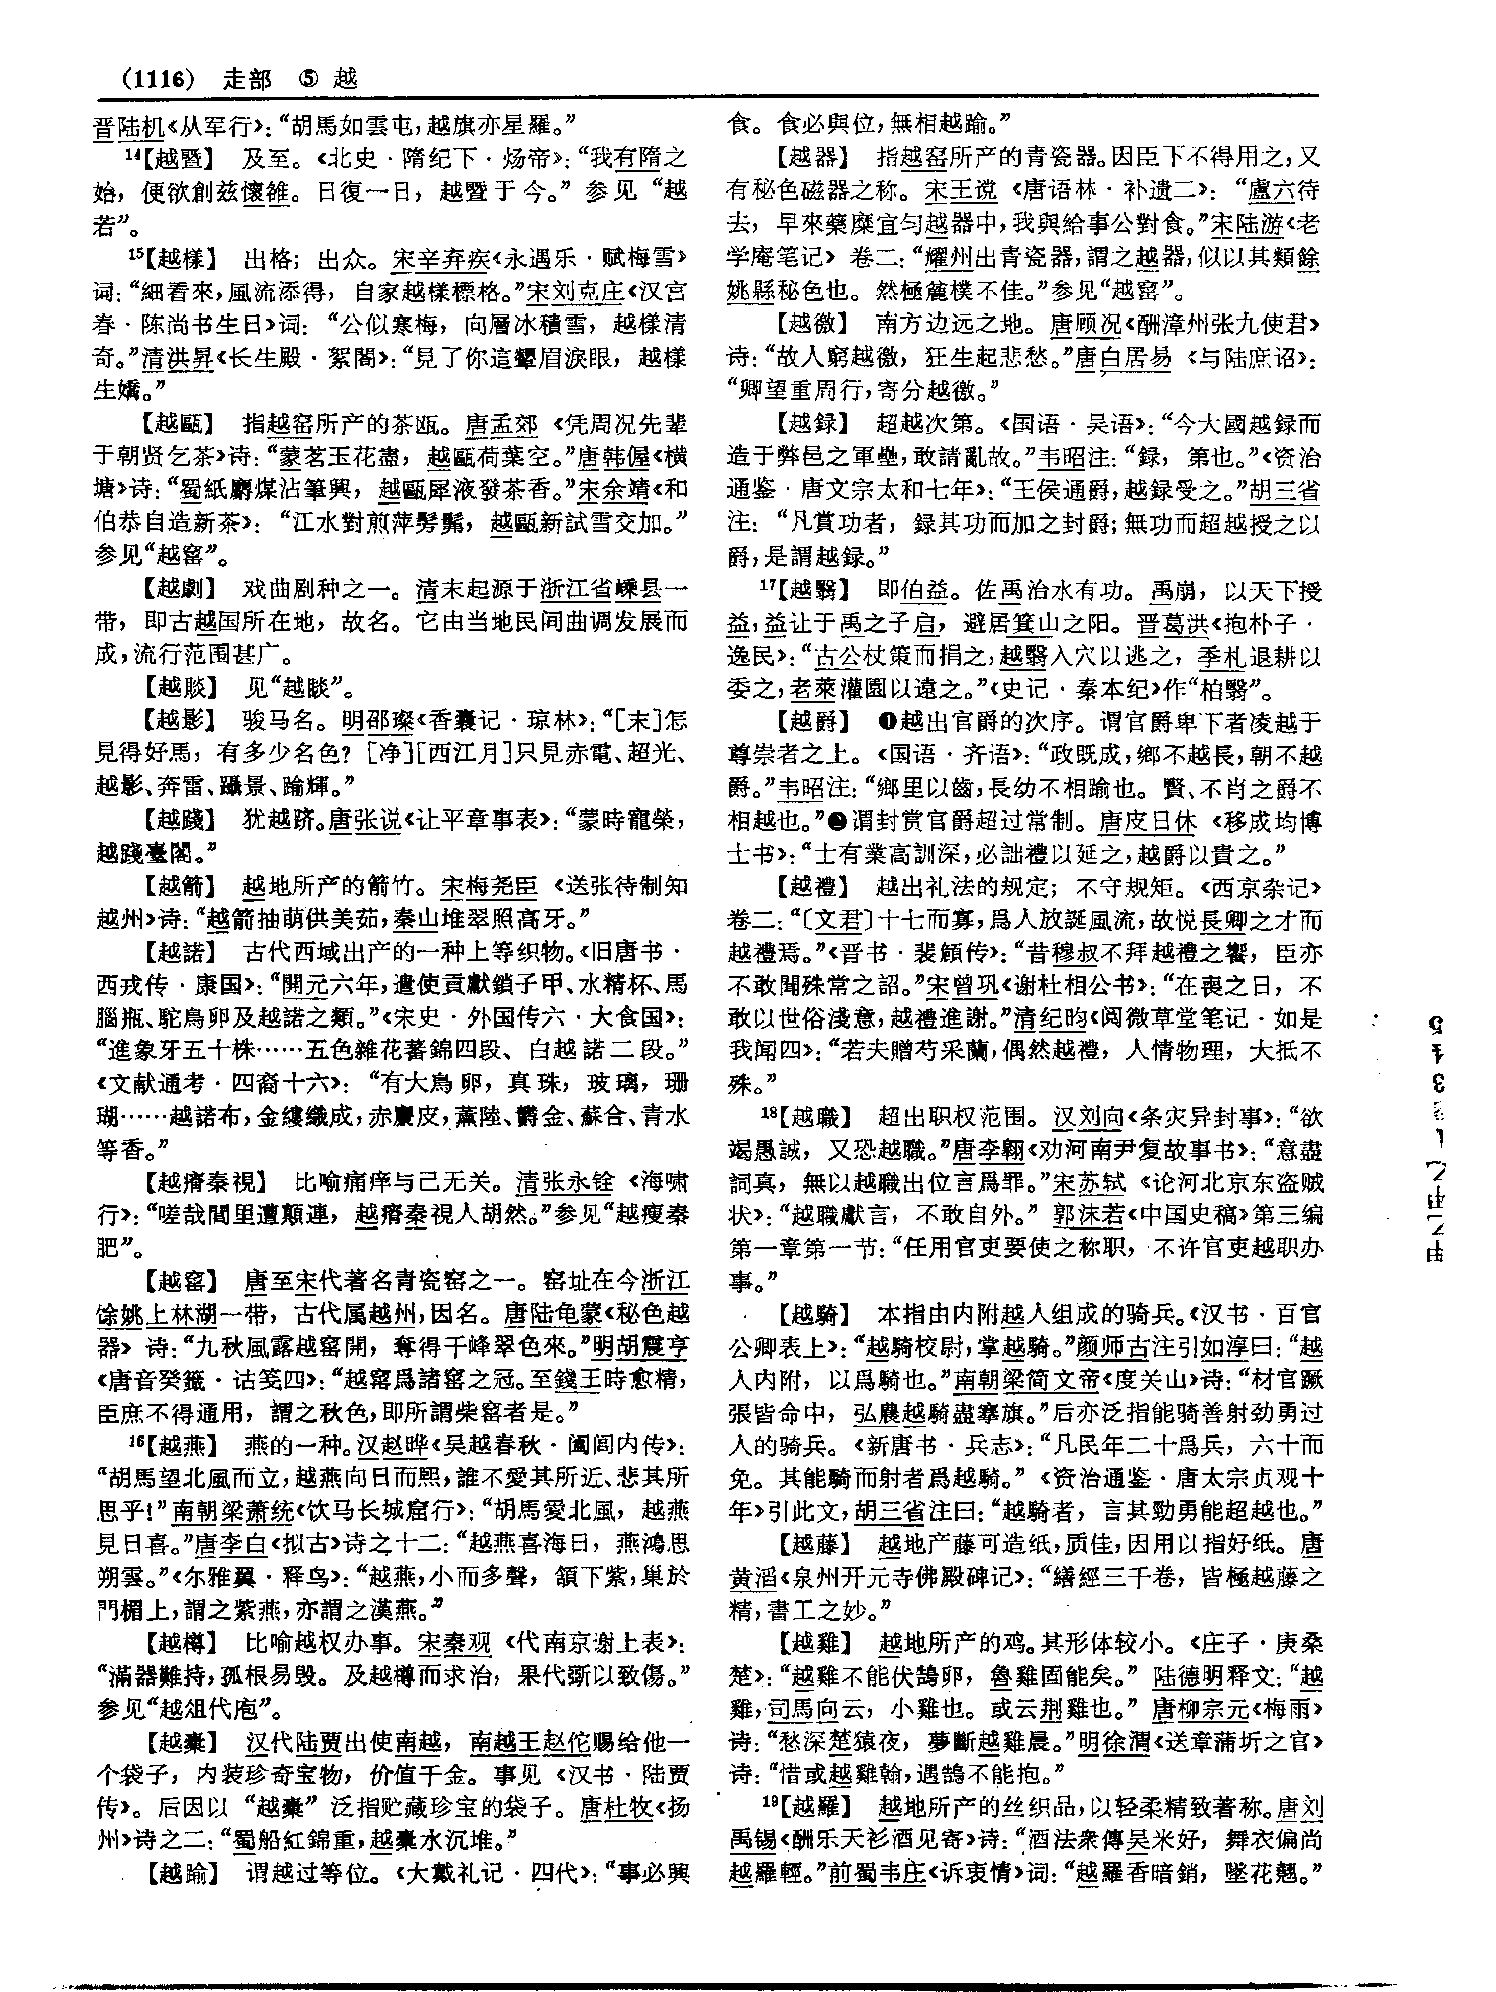 (1116) 走部 ⑤ 越
晋陆机《从军行》：“胡馬如雲屯，越旗亦星羅。”
14【越暨】 及至。《北史·隋纪下·炀帝》：“我有隋之
始，便欲創兹懷雒。日復一日，越暨于今。”参见“越
若”。
15【越樣】 出格；出众。宋辛弃疾《永遇乐·赋梅雪》
词：“細看來，風流添得，自家越樣標格。”宋刘克庄《汉宫
春·陈尚书生日》词：“公似寒梅，向層冰積雪，越樣清
奇。”清洪昇《长生殿·絮閣》：“見了你這顰眉淚眼，越樣
生嬌。”
【越甌】 指越窑所产的茶瓯。唐孟郊《凭周况先辈
于朝贤乞茶》诗：“蒙茗玉花盡，越甌荷葉空。”唐韩偓《横
塘》诗：“蜀紙麝煤沾筆興，越甌犀液發茶香。”宋余靖《和
伯恭自造新茶》：“江水對煎萍髣髴，越甌新試雪交加。”
参见“越窑”。
【越劇】 戏曲剧种之一。清末起源于浙江省嵊县一
带，即古越国所在地，故名。它由当地民间曲调发展而
成，流行范围甚广。
【越睒】 见“越賧”。
【越影】 骏马名。明邵璨《香囊记·琼林》：“［末］怎
見得好馬，有多少名色？［净］［西江月］只見赤電、超光、
越影、奔雷、躡景、踰輝。”
【越踐】 犹越跻。唐张说《让平章事表》：“蒙時寵榮，
越踐臺閣。”
【越箭】 越地所产的箭竹。宋梅尧臣《送张待制知
越州》诗：“越箭抽萌供美茹，秦山堆翠照高牙。”
【越諾】 古代西域出产的一种上等织物。《旧唐书·
西戎传·康国》：“開元六年，遣使貢獻鎖子甲、水精杯、馬
腦瓶、駝鳥卵及越諾之類。”《宋史·外国传六·大食国》：
“進象牙五十株……五色雜花蕃錦四段、白越諾二段。”
《文献通考·四裔十六》：“有大鳥卵，真珠，玻璃，珊
瑚……越諾布，金縷織成，赤麖皮，薰陸、鬱金、蘇合、青水
等香。”
【越瘠秦視】 比喻痛痒与己无关。清张永铨《海啸
行》：“嗟哉閭里遭顛連，越瘠秦視人胡然。”参见“越瘦秦
肥”。
【越窑】 唐至宋代著名青瓷窑之一。窑址在今浙江
馀姚上林湖一带，古代属越州，因名。唐陆龟蒙《秘色越
器》诗：“九秋風露越窑開，奪得千峰翠色來。”明胡震亨
《唐音癸籤·诂笺四》：“越窑爲諸窑之冠。至錢王時愈精，
臣庶不得通用，謂之秋色，即所謂柴窑者是。”
16【越燕】 燕的一种。汉赵晔《吴越春秋·阖闾内传》：
“胡馬望北風而立，越燕向日而熙，誰不愛其所近、悲其所
思乎！”南朝梁萧统《饮马长城窟行》：“胡馬愛北風，越燕
見日喜。”唐李白《拟古》诗之十二：“越燕喜海日，燕鴻思
朔雲。”《尔雅翼·释鸟》：“越燕，小而多聲，頷下紫，巢於
門楣上，謂之紫燕，亦謂之漢燕。”
【越樽】 比喻越权办事。宋秦观《代南京谢上表》：
“滿器難持，孤根易毁。及越樽而求治，果代斲以致傷。”
参见“越俎代庖”。
【越橐】 汉代陆贾出使南越，南越王赵佗赐给他一
个袋子，内装珍奇宝物，价值千金。事见《汉书·陆贾
传》。后因以“越橐”泛指贮藏珍宝的袋子。唐杜牧《扬
州》诗之二：“蜀船紅錦重，越橐水沉堆。”
【越踰】 谓越过等位。《大戴礼记·四代》：“事必興
食。食必與位，無相越踰。”
【越器】 指越窑所产的青瓷器。因臣下不得用之，又
有秘色磁器之称。宋王谠《唐语林·补遗二》：“盧六待
去，早來藥糜宜匀越器中，我與給事公對食。”宋陆游《老
学庵笔记》卷二：“耀州出青瓷器，謂之越器，似以其類餘
姚縣秘色也。然極麄樸不佳。”参见“越窑”。
【越徼】 南方边远之地。唐顾况《酬漳州张九使君》
诗：“故人窮越徼，狂生起悲愁。”唐白居易《与陆庶诏》：
“卿望重周行，寄分越徼。”
【越録】 超越次第。《国语·吴语》：“今大國越録而
造于弊邑之軍壘，敢請亂故。”韦昭注：“録，第也。”《资治
通鉴·唐文宗太和七年》：“王侯通爵，越録受之。”胡三省
注：“凡賞功者，録其功而加之封爵；無功而超越授之以
爵，是謂越録。”
17【越翳】 即伯益。佐禹治水有功。禹崩，以天下授
益，益让于禹之子启，避居箕山之阳。晋葛洪《抱朴子·
逸民》：“古公杖策而捐之，越翳入穴以逃之，季札退耕以
委之，老萊灌園以遠之。”《史记·秦本纪》作“柏翳”。
【越爵】 ❶越出官爵的次序。谓官爵卑下者凌越于
尊崇者之上。《国语·齐语》：“政既成，鄉不越長，朝不越
爵。”韦昭注：“鄉里以齒，長幼不相踰也。賢、不肖之爵不
相越也。”❷谓封赏官爵超过常制。唐皮日休《移成均博
士书》：“士有業高訓深，必詘禮以延之，越爵以貴之。”
【越禮】 越出礼法的规定；不守规矩。《西京杂记》
卷二：“〔文君〕十七而寡，爲人放誕風流，故悦長卿之才而
越禮焉。”《晋书·裴頠传》：“昔穆叔不拜越禮之饗，臣亦
不敢聞殊常之詔。”宋曾巩《谢杜相公书》：“在喪之日，不
敢以世俗淺意，越禮進謝。”清纪昀《阅微草堂笔记·如是
我闻四》：“若夫贈芍采蘭，偶然越禮，人情物理，大抵不
殊。”
18【越職】 超出职权范围。汉刘向《条灾异封事》：“欲
竭愚誠，又恐越職。”唐李翱《劝河南尹复故事书》：“意盡
詞真，無以越職出位言爲罪。”宋苏轼《论河北京东盗贼
状》：“越職獻言，不敢自外。”郭沫若《中国史稿》第三编
第一章第一节：“任用官吏要使之称职，不许官吏越职办
事。”
【越騎】 本指由内附越人组成的骑兵。《汉书·百官
公卿表上》：“越騎校尉，掌越騎。”颜师古注引如淳曰：“越
人内附，以爲騎也。”南朝梁简文帝《度关山》诗：“材官蹶
張皆命中，弘農越騎盡搴旗。”后亦泛指能骑善射劲勇过
人的骑兵。《新唐书·兵志》：“凡民年二十爲兵，六十而
免。其能騎而射者爲越騎。”《资治通鉴·唐太宗贞观十
年》引此文，胡三省注曰：“越騎者，言其勁勇能超越也。”
【越藤】 越地产藤可造纸，质佳，因用以指好纸。唐
黄滔《泉州开元寺佛殿碑记》：“繕經三千卷，皆極越藤之
精，書工之妙。”
【越雞】 越地所产的鸡。其形体较小。《庄子·庚桑
楚》：“越雞不能伏鵠卵，魯雞固能矣。”陆德明释文：“越
雞，司馬向云，小雞也。或云荆雞也。”唐柳宗元《梅雨》
诗：“愁深楚猿夜，夢斷越雞晨。”明徐渭《送章蒲圻之官》
诗：“惜或越雞翰，遇鵠不能抱。”
19【越羅】 越地所产的丝织品，以轻柔精致著称。唐刘
禹锡《酬乐天衫酒见寄》诗：“酒法衆傳吴米好，舞衣偏尚
越羅輕。”前蜀韦庄《诉衷情》词：“越羅香暗銷，墜花翹。”